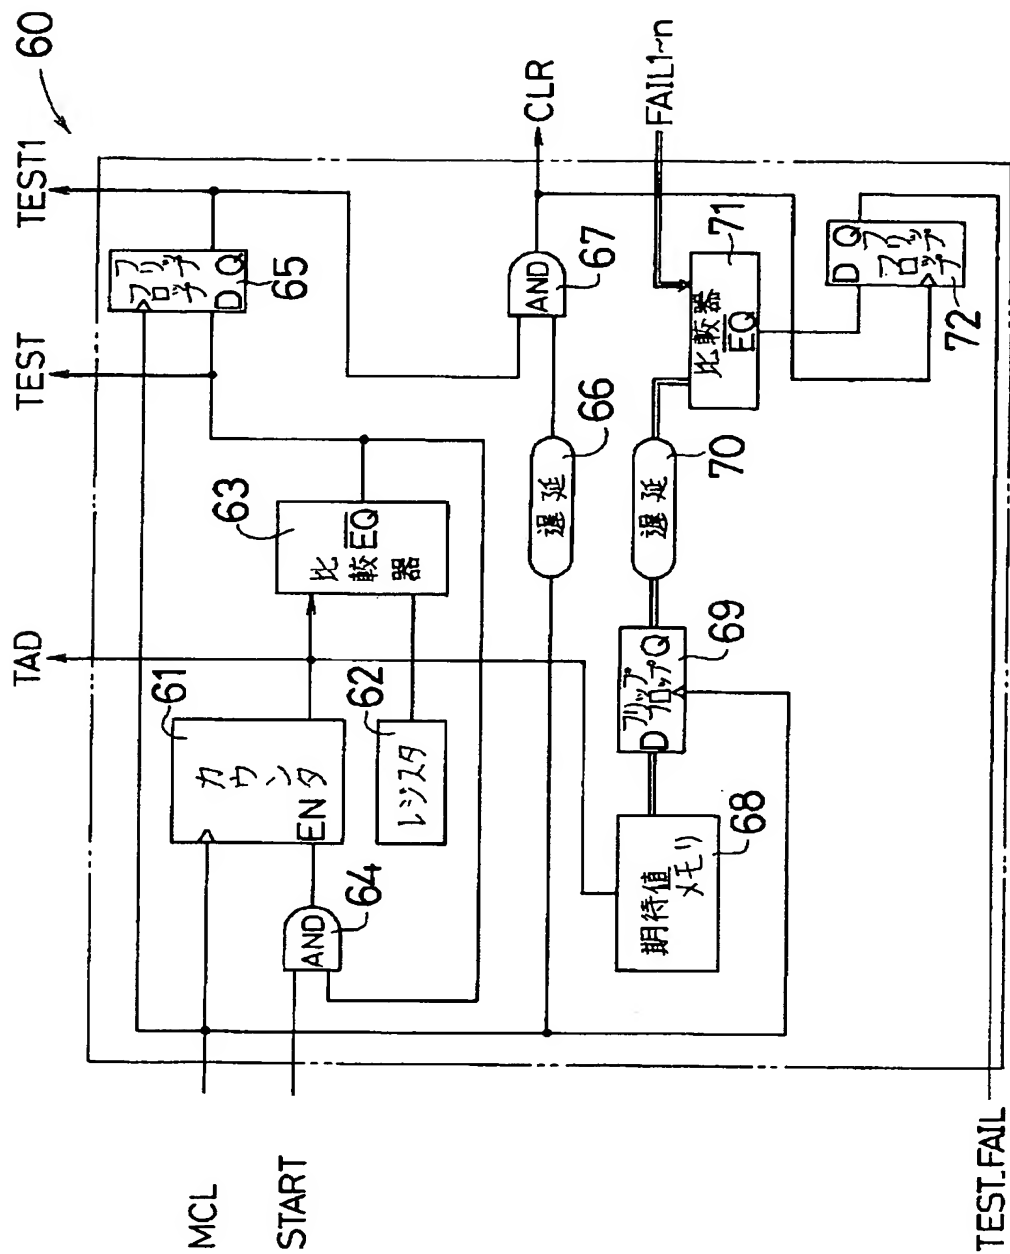 60
TAD
TEST
TEST1
MCL
START
61
カウンタ
EN
62
レジスタ
63
比較器
EQ
AND
64
フリップ
フロップ
D Q
65
遅延
66
AND
67
CLR
期待値
メモリ
68
フリップ
フロップ
D Q
69
遅延
70
比較器
EQ
71
FAIL1~n
フリップ
フロップ
D Q
72
TEST.FAIL